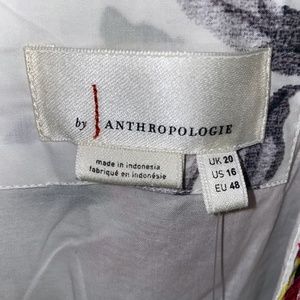 by ANTHROPOLOGIE
made in indonesia
fabriqué en indonésie
UK 20
US 16
EU 48